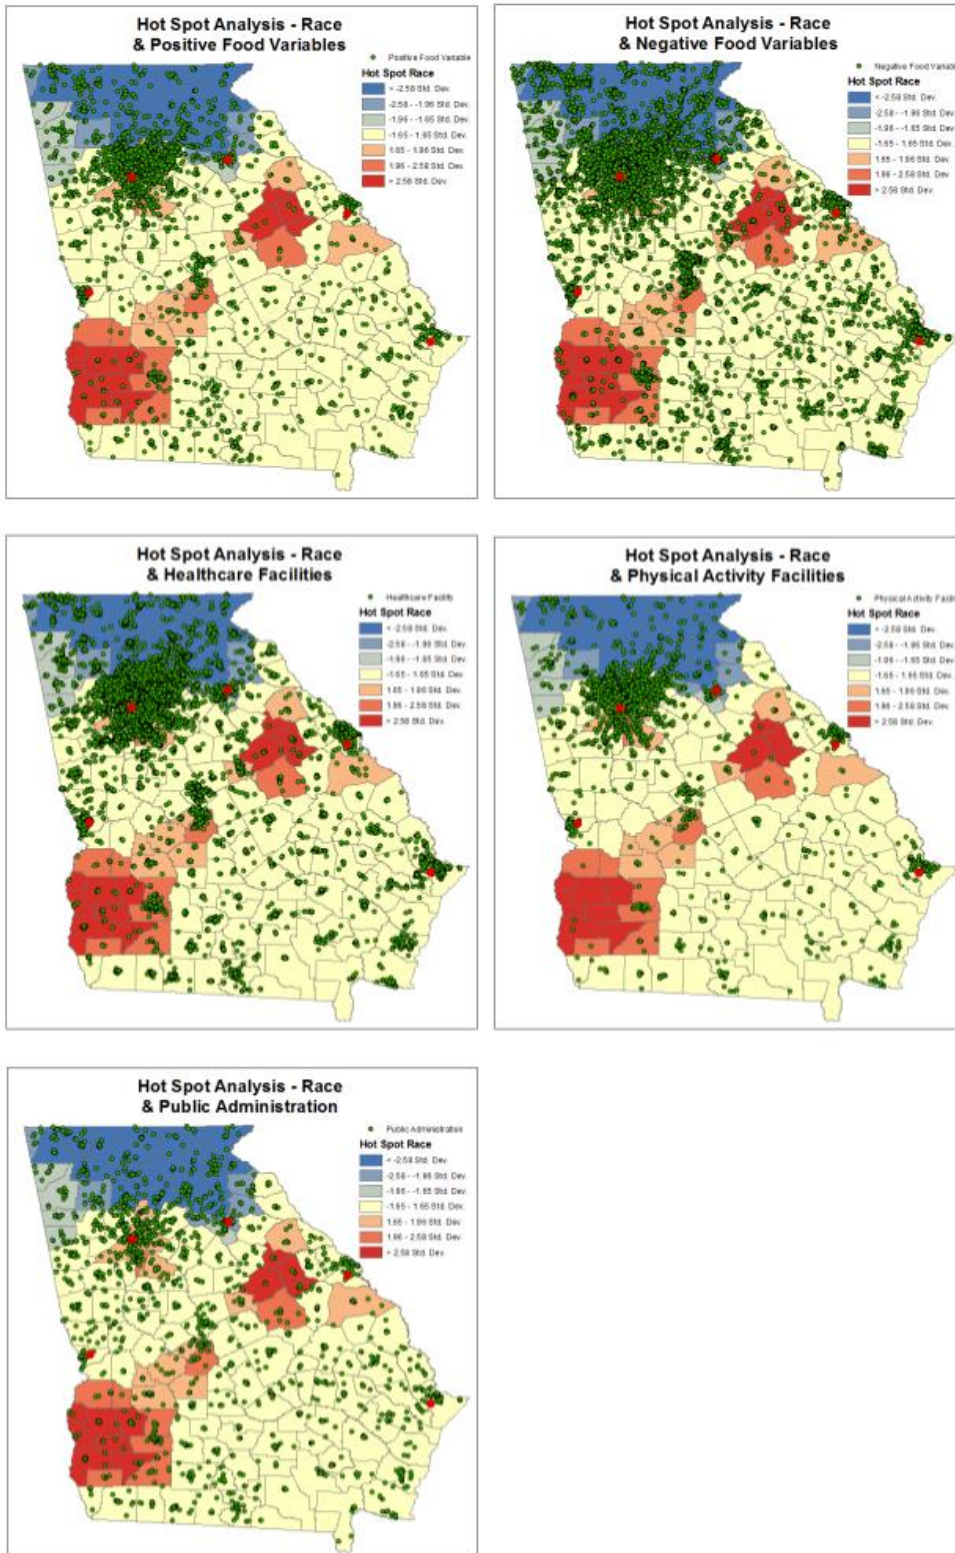 Hot Spot Analysis - Race
& Positive Food Variables
Positive Food Variable
Hot Spot Race
< -2.58 Std. Dev.
-2.58 - -1.96 Std. Dev.
-1.96 - -1.65 Std. Dev.
-1.65 - 1.65 Std. Dev.
1.65 - 1.96 Std. Dev.
1.96 - 2.58 Std. Dev.
> 2.58 Std. Dev.
Hot Spot Analysis - Race
& Negative Food Variables
Negative Food Variab
Hot Spot Race
< -2.58 Std. Dev.
-2.58 - -1.96 Std. Dev.
-1.96 - -1.65 Std. Dev.
-1.65 - 1.65 Std. Dev.
1.65 - 1.96 Std. Dev.
1.96 - 2.58 Std. Dev.
> 2.58 Std. Dev.
Hot Spot Analysis - Race
& Healthcare Facilities
Healthcare Facility
Hot Spot Race
< -2.58 Std. Dev.
-2.58 - -1.96 Std. Dev.
-1.96 - -1.65 Std. Dev.
-1.65 - 1.65 Std. Dev.
1.65 - 1.96 Std. Dev.
1.96 - 2.58 Std. Dev.
> 2.58 Std. Dev.
Hot Spot Analysis - Race
& Physical Activity Facilities
Physical Activity Facili
Hot Spot Race
< -2.58 Std. Dev.
-2.58 - -1.96 Std. Dev.
-1.96 - -1.65 Std. Dev.
-1.65 - 1.65 Std. Dev.
1.65 - 1.96 Std. Dev.
1.96 - 2.58 Std. Dev.
> 2.58 Std. Dev.
Hot Spot Analysis - Race
& Public Administration
Public Administration
Hot Spot Race
< -2.58 Std. Dev.
-2.58 - -1.96 Std. Dev.
-1.96 - -1.65 Std. Dev.
-1.65 - 1.65 Std. Dev.
1.65 - 1.96 Std. Dev.
1.96 - 2.58 Std. Dev.
> 2.58 Std. Dev.